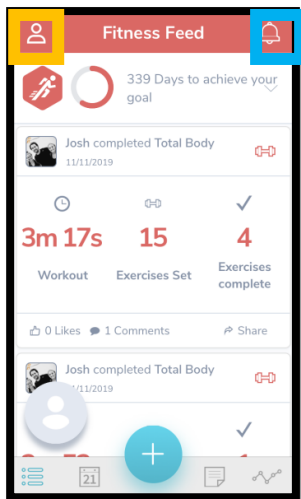 Fitness Feed
339 Days to achieve your
goal
Josh completed Total Body
11/11/2019
3m 17s 15 4
Workout Exercises Set Exercises
complete
0 Likes 1 Comments Share
Josh completed Total Body
/11/2019
21